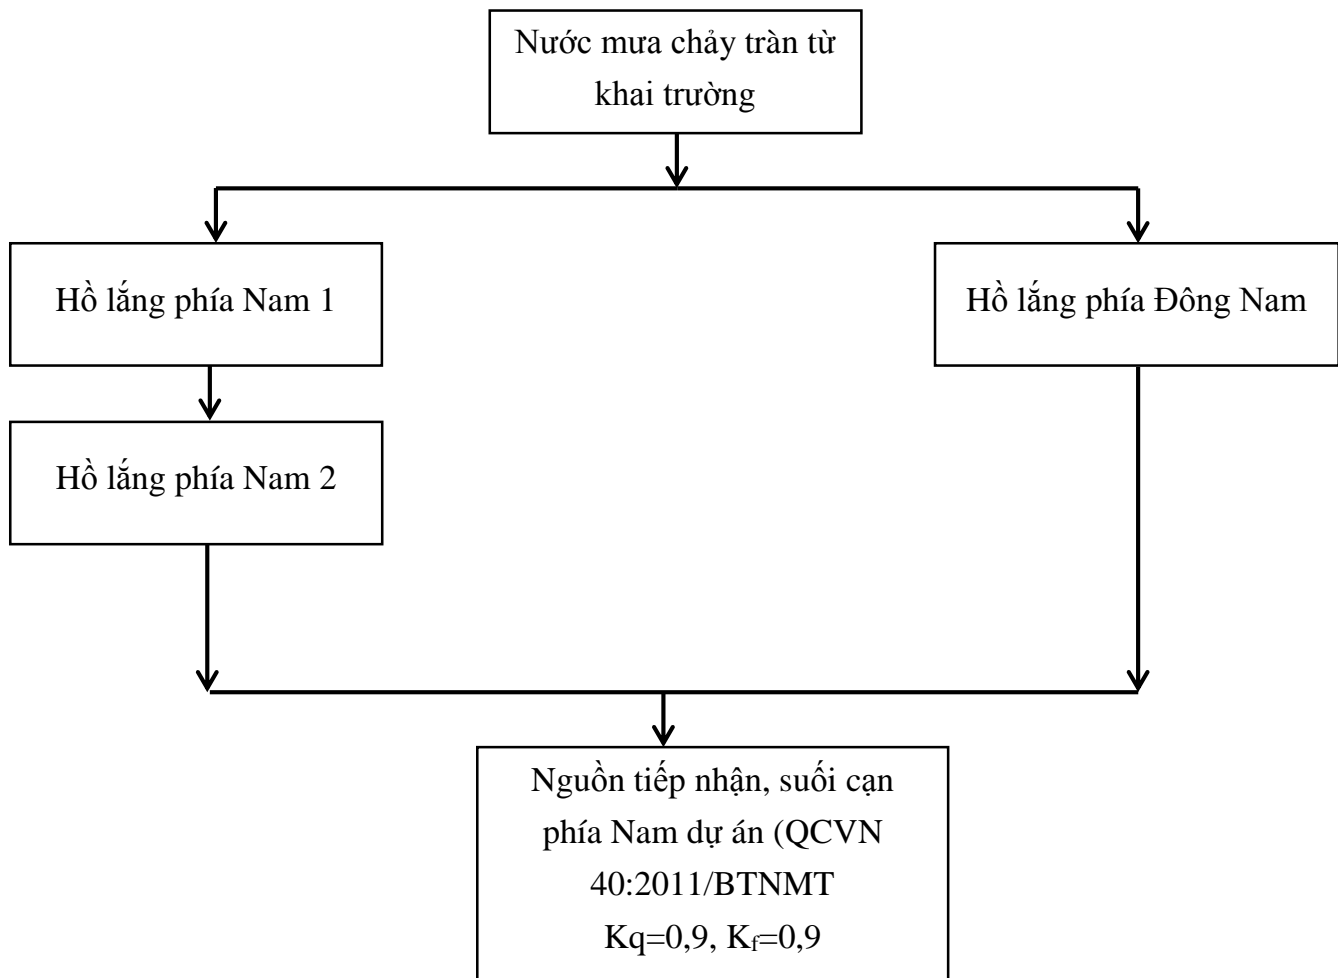 Nước mưa chảy tràn từ
khai trường
Hồ lắng phía Nam 1
Hồ lắng phía Đông Nam
Hồ lắng phía Nam 2
Nguồn tiếp nhận, suối cạn
phía Nam dự án (QCVN
40:2011/BTNMT
Kq=0,9, Kf=0,9